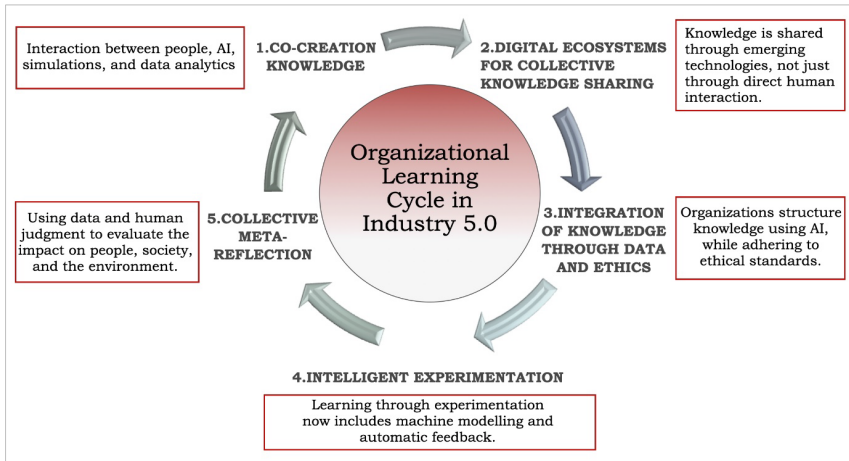 Interaction between people, AI,
simulations, and data analytics
1.CO-CREATION
KNOWLEDGE
2.DIGITAL ECOSYSTEMS
FOR COLLECTIVE
KNOWLEDGE SHARING
Knowledge is shared
through emerging
technologies, not just
through direct human
interaction.
Organizational
Learning
Cycle in
Industry 5.0
3.INTEGRATION
OF KNOWLEDGE
THROUGH DATA
AND ETHICS
Organizations structure
knowledge using AI,
while adhering to
ethical standards.
4.INTELLIGENT EXPERIMENTATION
Learning through experimentation
now includes machine modelling and
automatic feedback.
5.COLLECTIVE
META-
REFLECTION
Using data and human
judgment to evaluate the
impact on people, society,
and the environment.